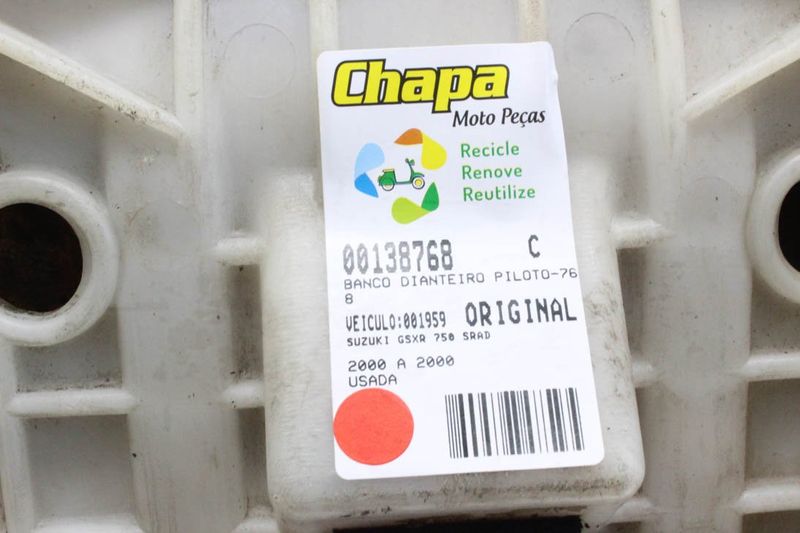 Chapa
Moto Peças
Recicle
Renove
Reutilize
00138768 C
BANCO DIANTEIRO PILOTO-76
8
VEICULO:001959 ORIGINAL
SUZUKI GSXR 750 SRAD
2000 A 2000
USADA